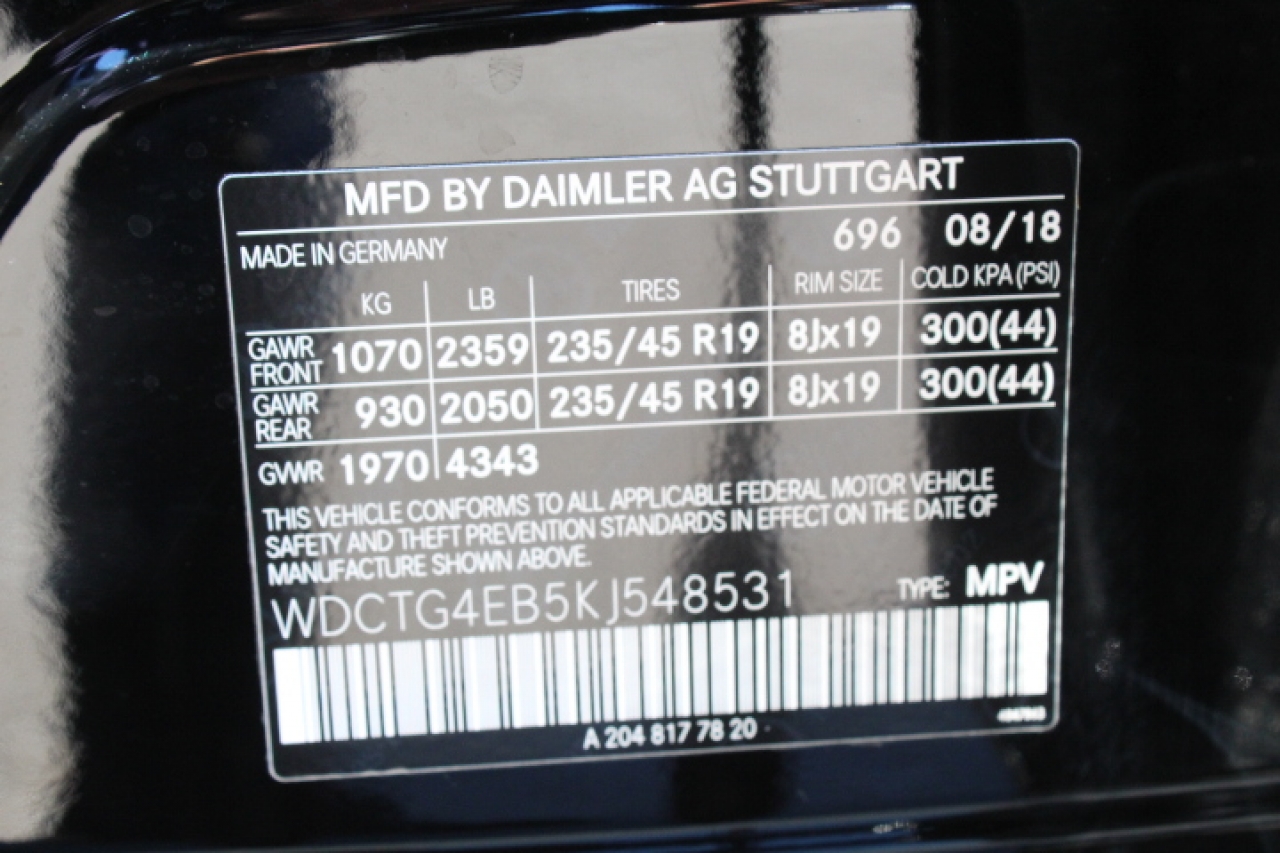 MFD BY DAIMLER AG STUTTGART
MADE IN GERMANY 696 08/18
KG LB TIRES RIM SIZE COLD KPA (PSI)
GAWR FRONT 1070 2359 235/45 R19 8Jx19 300(44)
GAWR REAR 930 2050 235/45 R19 8Jx19 300(44)
GVWR 1970 4343
THIS VEHICLE CONFORMS TO ALL APPLICABLE FEDERAL MOTOR VEHICLE
SAFETY AND THEFT PREVENTION STANDARDS IN EFFECT ON THE DATE OF
MANUFACTURE SHOWN ABOVE.
WDCTG4EB5KJ548531 TYPE: MPV
A 204 817 78 20